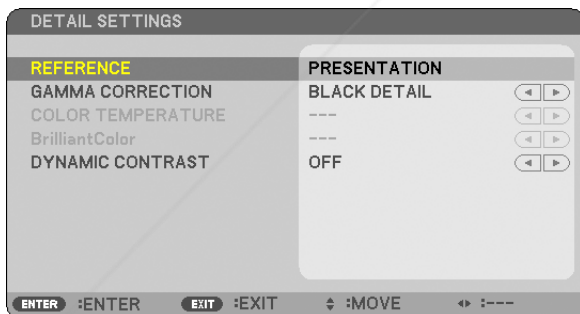 DETAIL SETTINGS
REFERENCE PRESENTATION
GAMMA CORRECTION BLACK DETAIL
COLOR TEMPERATURE ---
BrilliantColor ---
DYNAMIC CONTRAST OFF
ENTER :ENTER EXIT :EXIT :MOVE :---